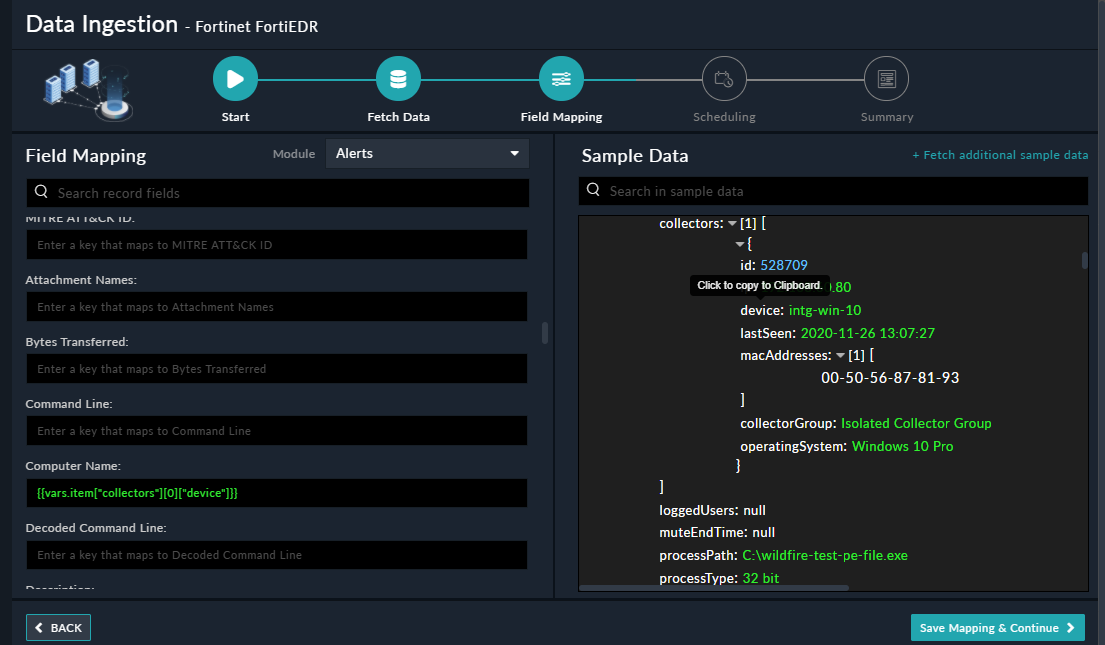 Data Ingestion - Fortinet FortiEDR
Start
Fetch Data
Field Mapping
Scheduling
Summary
Field Mapping
Module
Alerts
Search record fields
MITRE ATT&CK ID:
Enter a key that maps to MITRE ATT&CK ID
Attachment Names:
Enter a key that maps to Attachment Names
Bytes Transferred:
Enter a key that maps to Bytes Transferred
Command Line:
Enter a key that maps to Command Line
Computer Name:
{{vars.item["collectors"][0]["device"]}}
Decoded Command Line:
Enter a key that maps to Decoded Command Line
Description:
Sample Data
+ Fetch additional sample data
Search in sample data
collectors: [1] [
{
id: 528709
Click to copy to Clipboard. .80
device: intg-win-10
lastSeen: 2020-11-26 13:07:27
macAddresses: [1] [
00-50-56-87-81-93
]
collectorGroup: Isolated Collector Group
operatingSystem: Windows 10 Pro
}
]
loggedUsers: null
muteEndTime: null
processPath: C:\wildfire-test-pe-file.exe
processType: 32 bit
BACK
Save Mapping & Continue